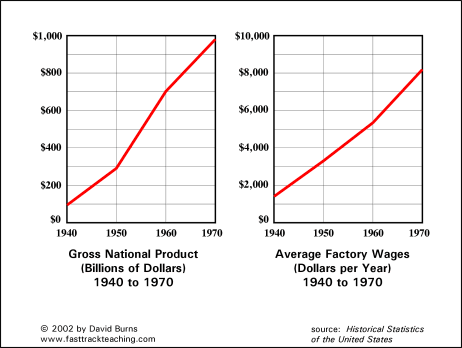 $1,000
$800
$600
$400
$200
$0
1940 1950 1960 1970
Gross National Product
(Billions of Dollars)
1940 to 1970
$10,000
$8,000
$6,000
$4,000
$2,000
$0
1940 1950 1960 1970
Average Factory Wages
(Dollars per Year)
1940 to 1970
© 2002 by David Burns
www.fasttrackteaching.com
source: Historical Statistics
of the United States